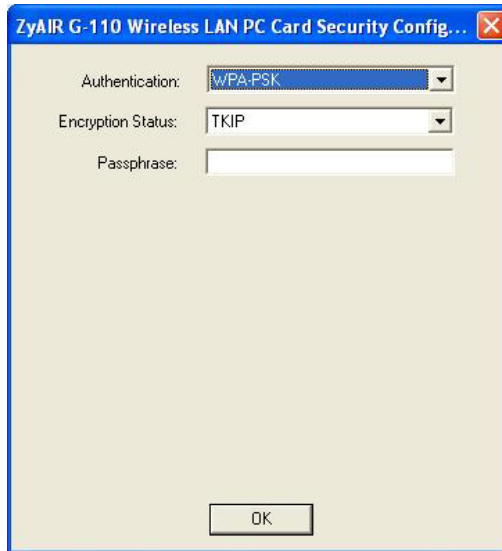 ZyAIR G-110 Wireless LAN PC Card Security Config...
Authentication: WPA-PSK
Encryption Status: TKIP
Passphrase:
OK